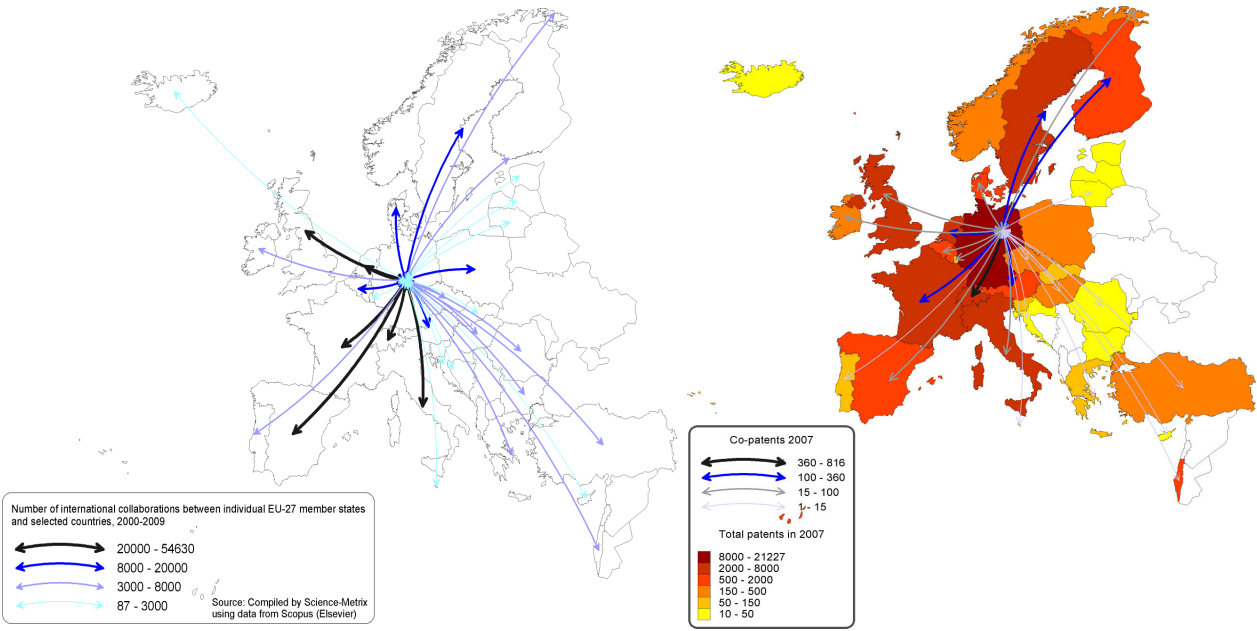 Number of international collaborations between individual EU-27 member states
and selected countries, 2000-2009
20000 - 54630
8000 - 20000
3000 - 8000
87 - 3000
Source: Compiled by Science-Metrix
using data from Scopus (Elsevier)
Co-patents 2007
360 - 816
100 - 360
15 - 100
1 - 15
Total patents in 2007
8000 - 21227
2000 - 8000
500 - 2000
150 - 500
50 - 150
10 - 50